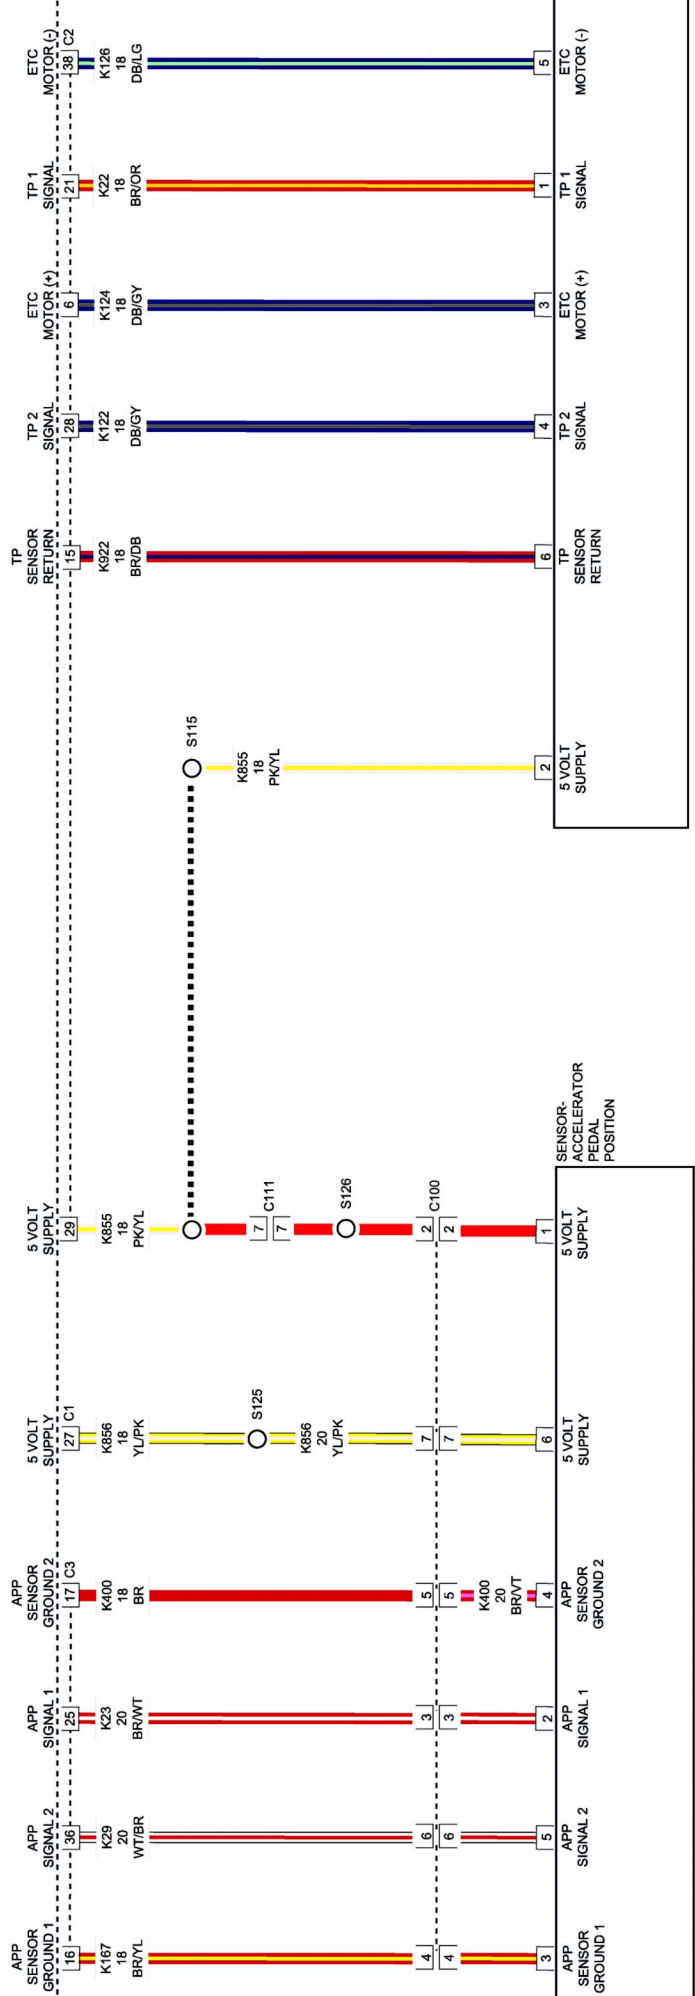 APP
SENSOR
GROUND 1
16
K167
18
BR/YL
4
4
3
APP
SENSOR
GROUND 1
APP
SIGNAL 2
36
K29
20
WT/BR
6
6
5
APP
SIGNAL 2
APP
SIGNAL 1
25
K23
20
BR/WT
3
3
2
APP
SIGNAL 1
APP
SENSOR
GROUND 2
17
C3
K400
18
BR
5
5
K400
20
BR/VT
4
APP
SENSOR
GROUND 2
5 VOLT
SUPPLY
27
C1
K856
18
YL/PK
S125
K856
20
YL/PK
7
7
6
5 VOLT
SUPPLY
5 VOLT
SUPPLY
29
K855
18
PK/YL
7
7
C111
S126
2
2
C100
1
5 VOLT
SUPPLY
SENSOR-
ACCELERATOR
PEDAL
POSITION
S115
K855
18
PK/YL
2
5 VOLT
SUPPLY
TP
SENSOR
RETURN
15
K922
18
BR/DB
6
TP
SENSOR
RETURN
TP 2
SIGNAL
28
K122
18
DB/GY
4
TP 2
SIGNAL
ETC
MOTOR (+)
6
K124
18
DB/GY
3
ETC
MOTOR (+)
TP 1
SIGNAL
21
K22
18
BR/OR
1
TP 1
SIGNAL
ETC
MOTOR (-)
38
C2
K126
18
DB/LG
5
ETC
MOTOR (-)